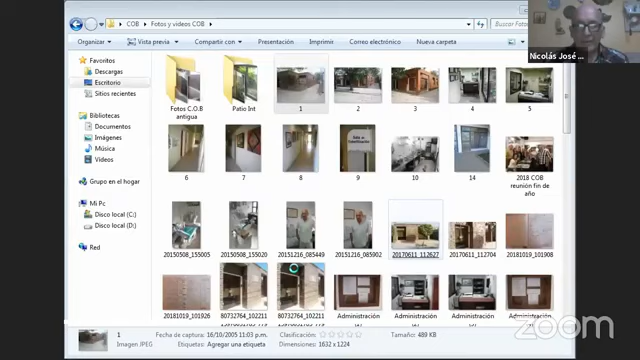 COB ▸ Fotos y videos COB ▸
Buscar Foto
Organizar
Vista previa
Compartir con
Presentación
Imprimir
Correo electrónico
Nueva carpeta
Nicolás José ...
Favoritos
Descargas
Escritorio
Sitios recientes
Bibliotecas
Documentos
Imágenes
Música
Videos
Grupo en el hogar
Mi Pc
Disco local (C:)
Disco local (D:)
Red
Fotos C.O.B antigua
Patio Int
1
2
3
4
5
6
7
8
9
10
14
2018 COB reunión fin de año
20150508_155005
20150508_155020
20151216_085449
20151216_085902
20170611_112627
20170611_112704
20181019_101908
20181019_101926
80732764_102211
80732764_102211
Administración
Administración
Administración
1
Imagen JPEG
Fecha de captura: 16/10/2005 11:03 p.m.
Etiquetas: Agregar una etiqueta
Clasificación:
Dimensiones: 1632 x 1224
Tamaño: 489 KB
zoom